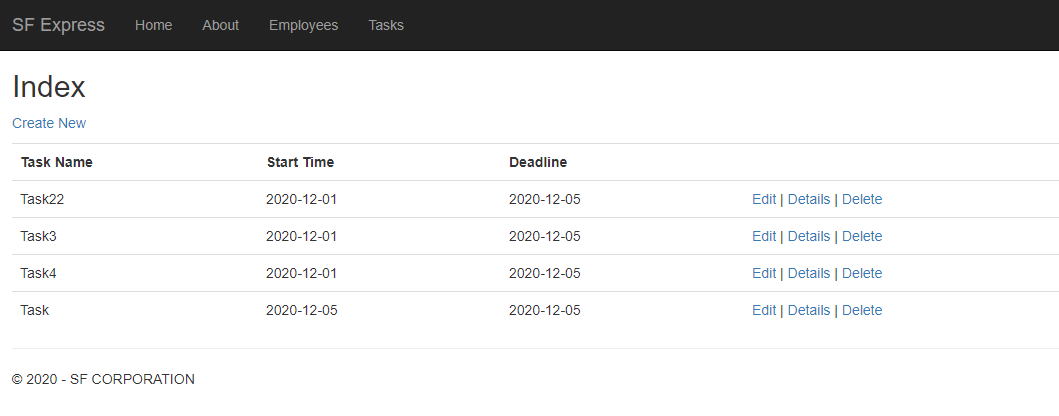 SF Express Home About Employees Tasks
Index
Create New
Task Name Start Time Deadline
Task22 2020-12-01 2020-12-05 Edit | Details | Delete
Task3 2020-12-01 2020-12-05 Edit | Details | Delete
Task4 2020-12-01 2020-12-05 Edit | Details | Delete
Task 2020-12-05 2020-12-05 Edit | Details | Delete
© 2020 - SF CORPORATION